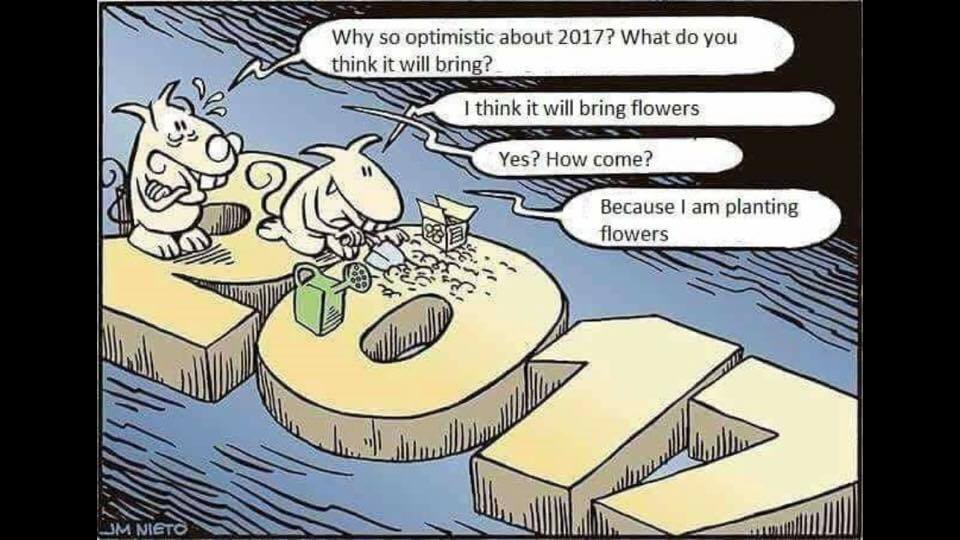 Why so optimistic about 2017? What do you
think it will bring?
I think it will bring flowers
Yes? How come?
Because I am planting
flowers
2017
JM NIETO